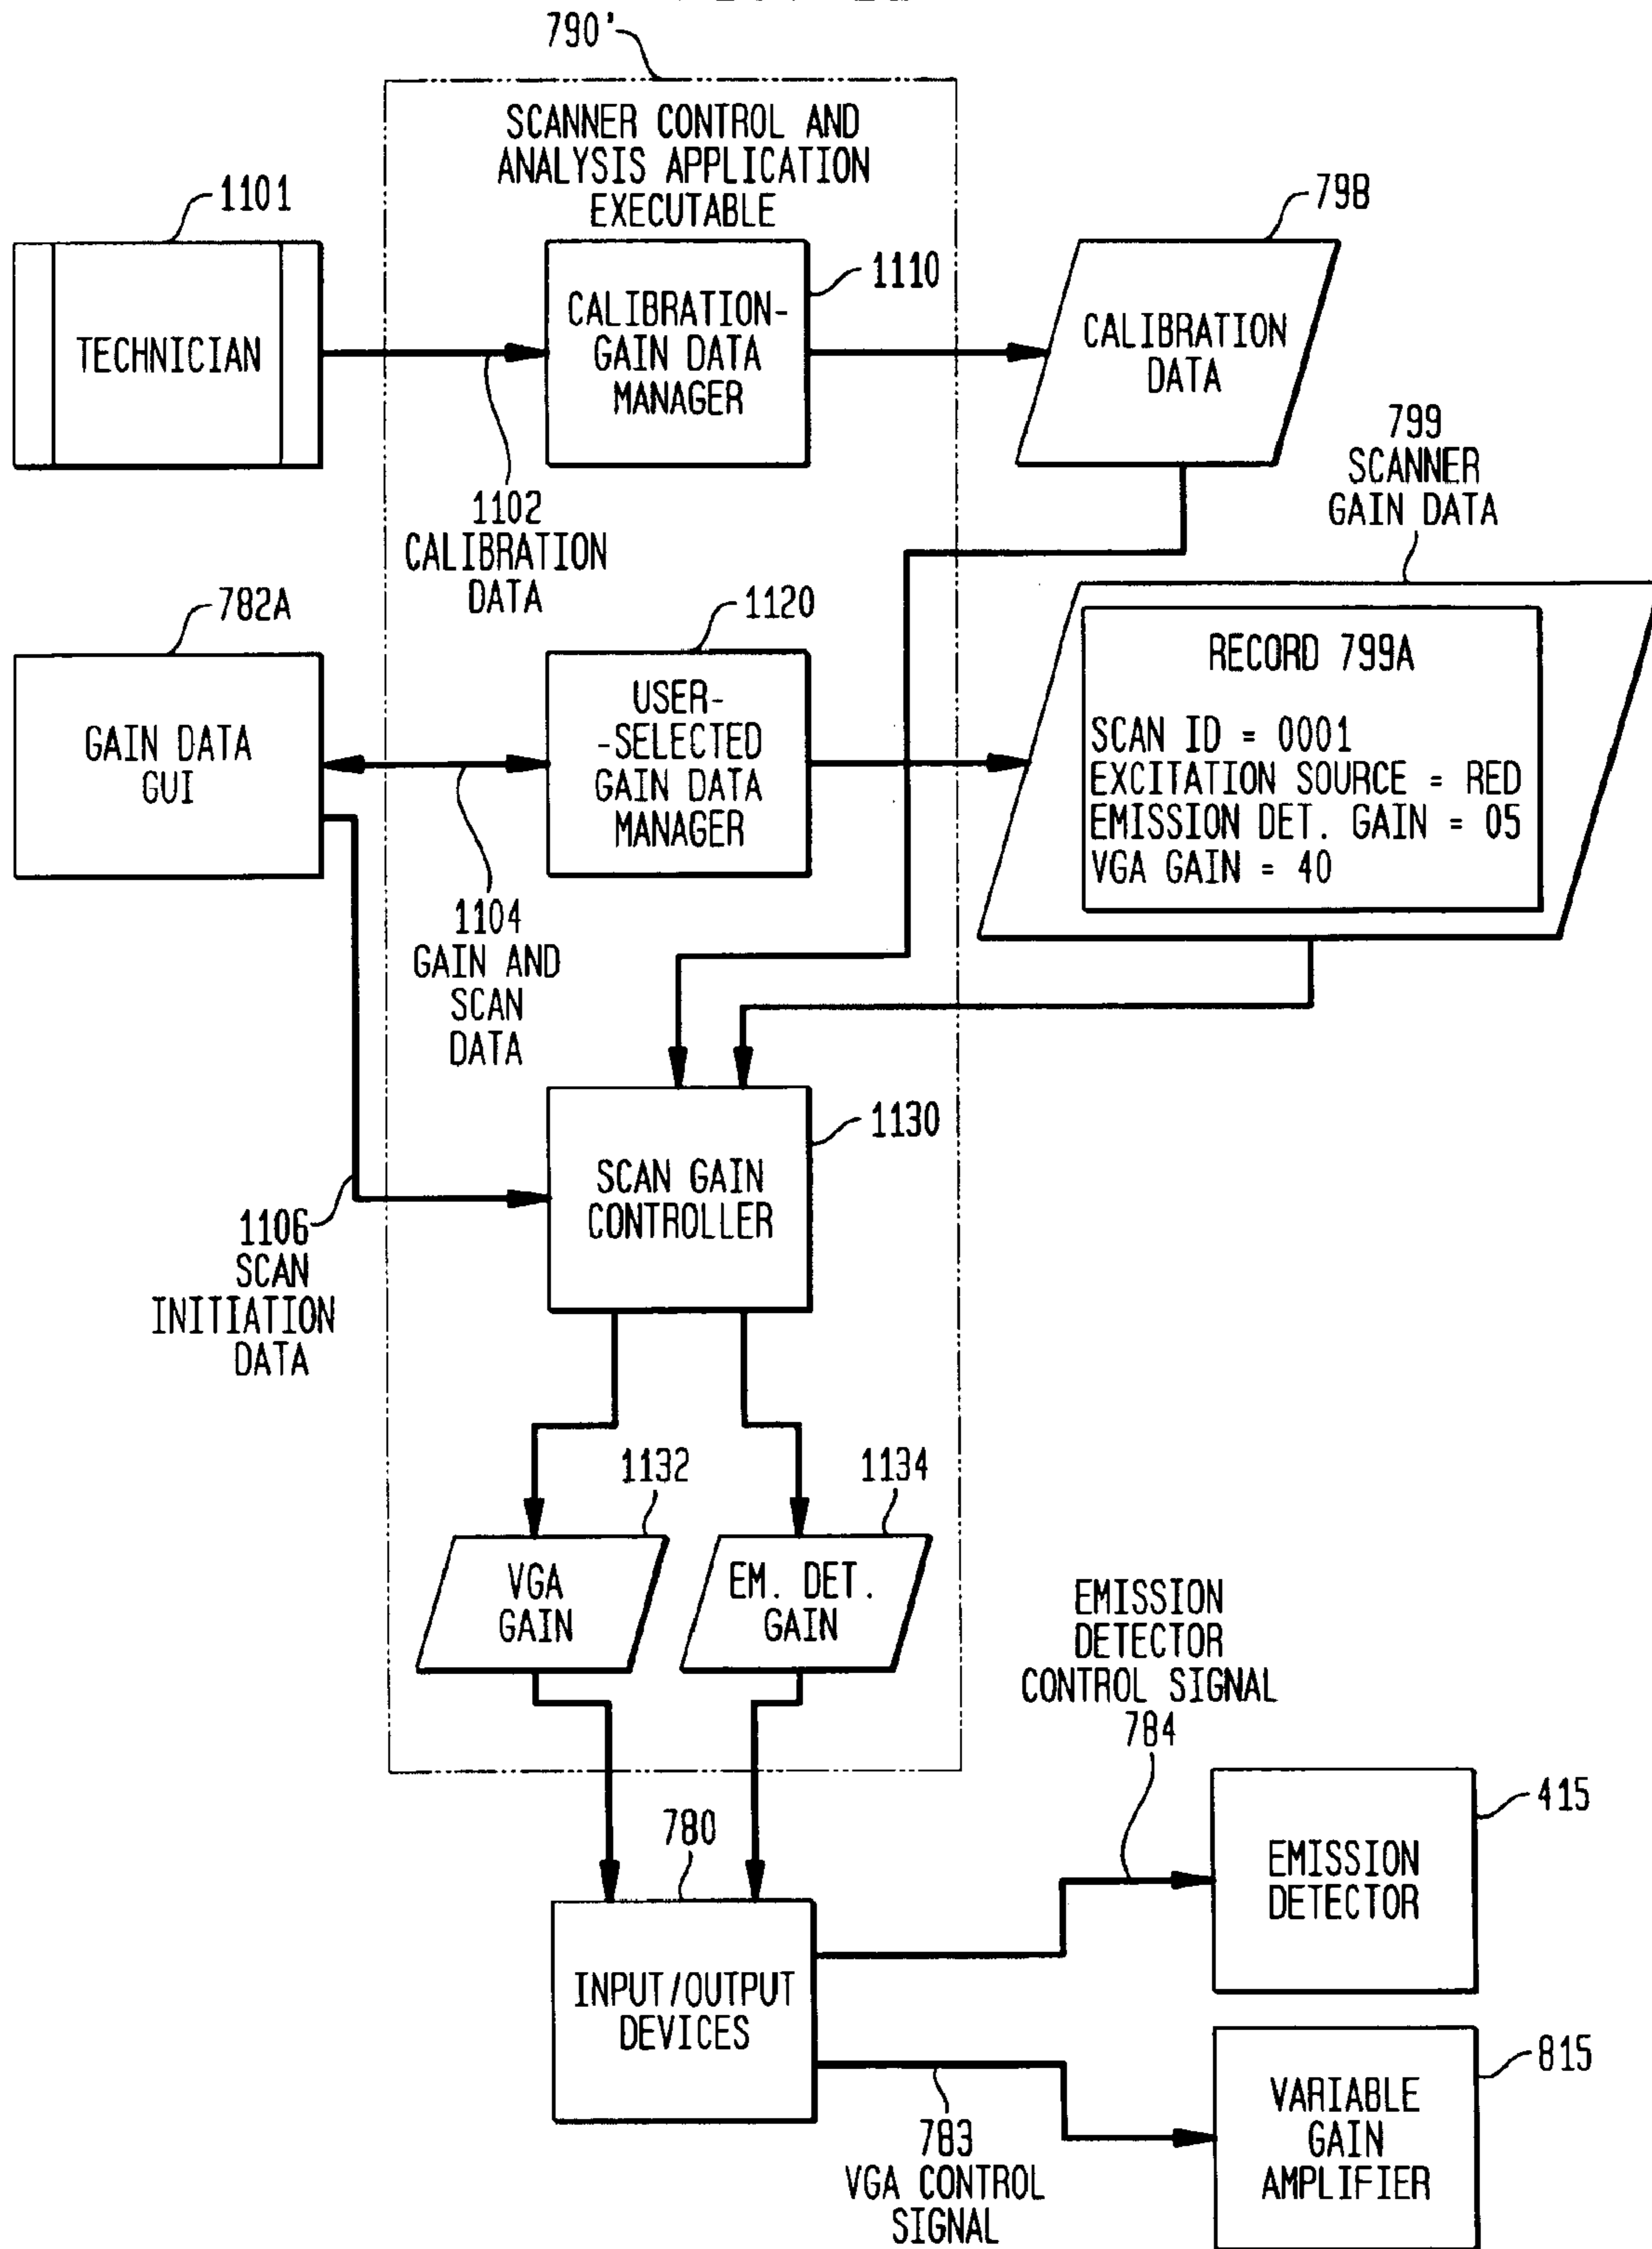 790'
SCANNER CONTROL AND
ANALYSIS APPLICATION
EXECUTABLE
1101
TECHNICIAN
1110
CALIBRATION-
GAIN DATA
MANAGER
798
CALIBRATION
DATA
1102
CALIBRATION
DATA
799
SCANNER
GAIN DATA
782A
GAIN DATA
GUI
1120
USER-
-SELECTED
GAIN DATA
MANAGER
RECORD 799A
SCAN ID = 0001
EXCITATION SOURCE = RED
EMISSION DET. GAIN = 05
VGA GAIN = 40
1104
GAIN AND
SCAN
DATA
1130
SCAN GAIN
CONTROLLER
1106
SCAN
INITIATION
DATA
1132
VGA
GAIN
1134
EM. DET.
GAIN
EMISSION
DETECTOR
CONTROL SIGNAL
784
415
EMISSION
DETECTOR
780
INPUT/OUTPUT
DEVICES
783
VGA CONTROL
SIGNAL
815
VARIABLE
GAIN
AMPLIFIER